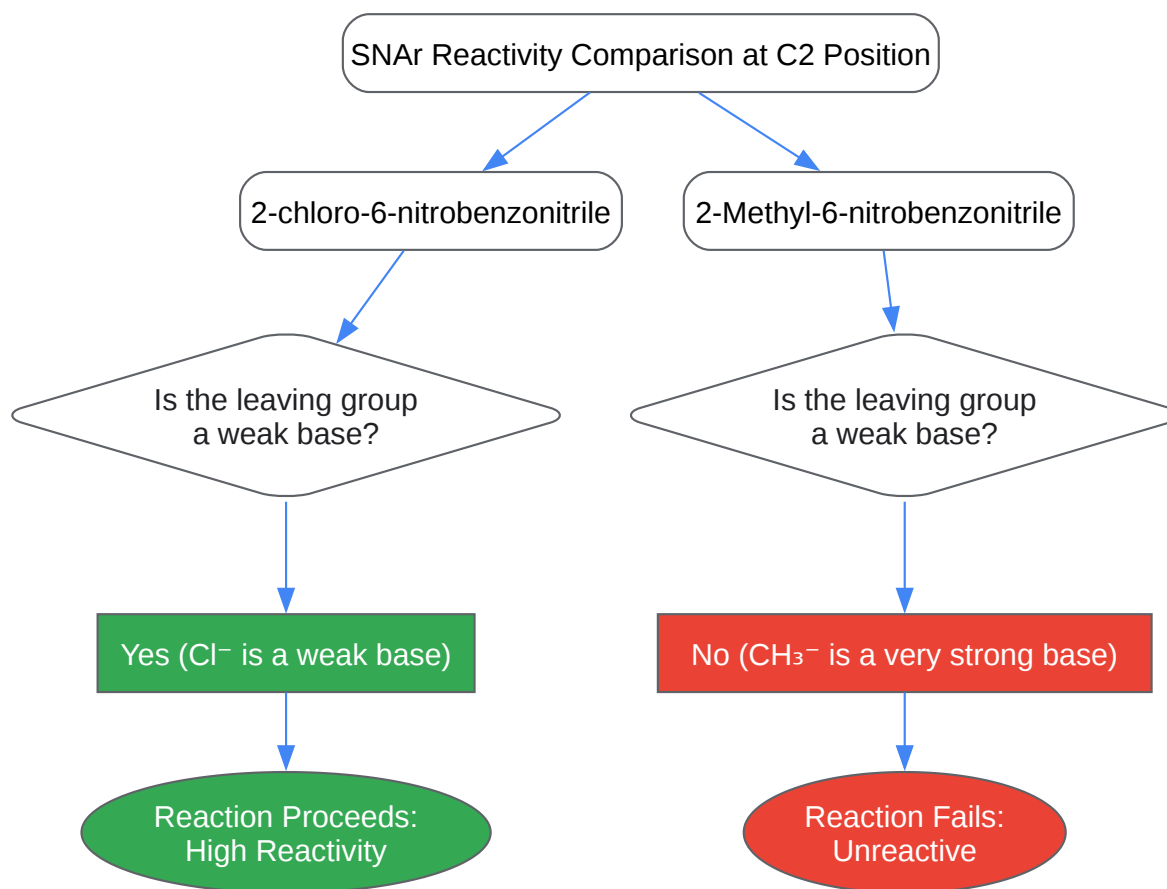 SNAr Reactivity Comparison at C2 Position
2-chloro-6-nitrobenzonitrile
2-Methyl-6-nitrobenzonitrile
Is the leaving group
a weak base?
Is the leaving group
a weak base?
Yes (Cl⁻ is a weak base)
No (CH₃⁻ is a very strong base)
Reaction Proceeds:
High Reactivity
Reaction Fails:
Unreactive